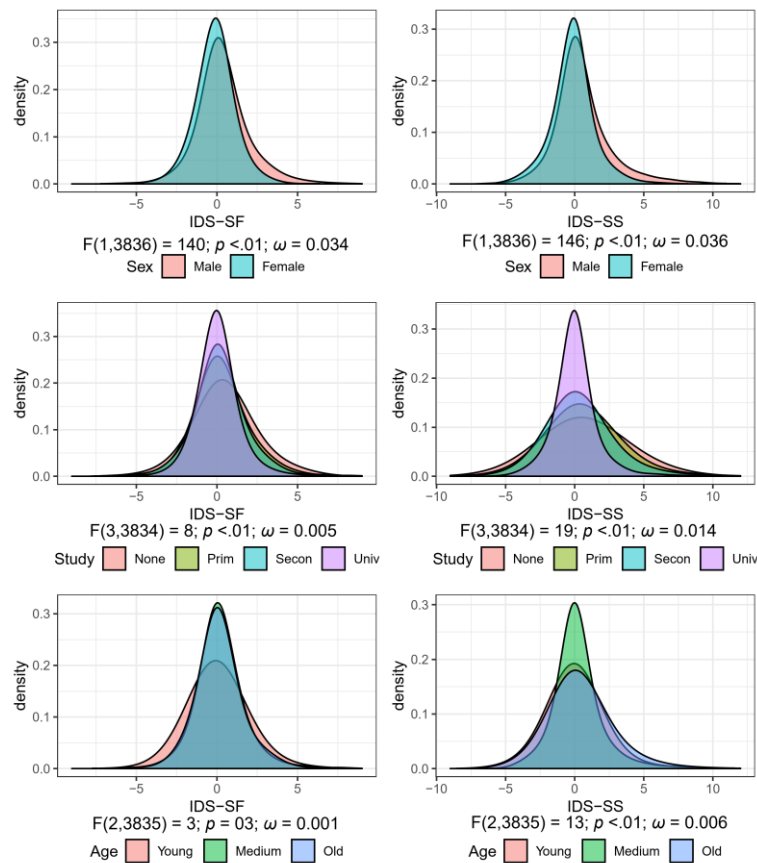 density
0.3
0.2
0.1
0.0
−5 0 5
IDS−SF
F(1,3836) = 140; p <.01; ω = 0.034
Sex Male Female
density
0.3
0.2
0.1
0.0
−10 −5 0 5 10
IDS−SS
F(1,3836) = 146; p <.01; ω = 0.036
Sex Male Female
density
0.3
0.2
0.1
0.0
−5 0 5
IDS−SF
F(3,3834) = 8; p <.01; ω = 0.005
Study None Prim Secon Univ
density
0.3
0.2
0.1
0.0
−10 −5 0 5 10
IDS−SS
F(3,3834) = 19; p <.01; ω = 0.014
Study None Prim Secon Univ
density
0.3
0.2
0.1
0.0
−5 0 5
IDS−SF
F(2,3835) = 3; p = 03; ω = 0.001
Age Young Medium Old
density
0.3
0.2
0.1
0.0
−10 −5 0 5 10
IDS−SS
F(2,3835) = 13; p <.01; ω = 0.006
Age Young Medium Old